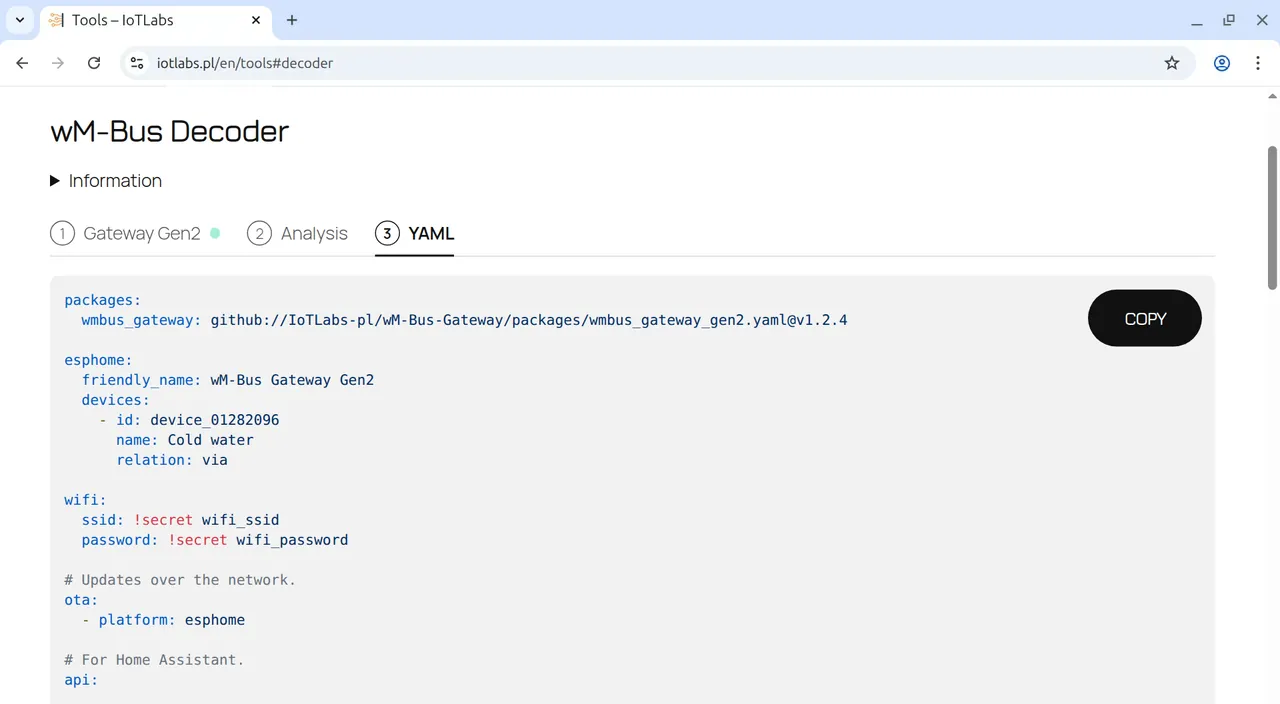 Tools – IoTLabs
iotlabs.pl/en/tools#decoder
wM-Bus Decoder
Information
1 Gateway Gen2 2 Analysis 3 YAML
COPY
packages:
  wmbus_gateway: github://IoTLabs-pl/wM-Bus-Gateway/packages/wmbus_gateway_gen2.yaml@v1.2.4
esphome:
  friendly_name: wM-Bus Gateway Gen2
  devices:
    - id: device_01282096
      name: Cold water
      relation: via
wifi:
  ssid: !secret wifi_ssid
  password: !secret wifi_password
# Updates over the network.
ota:
  - platform: esphome
# For Home Assistant.
api: